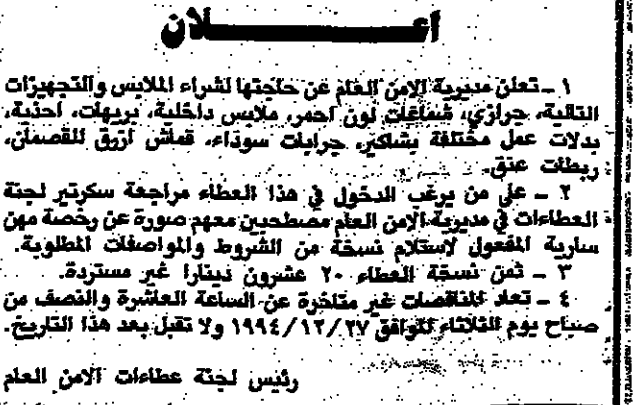 اعـــــلان
١ ـ تعلن مديرية الامن العام عن حاجتها لشراء الملابس والتجهيزات
التالية، جرازي، شماغات لون احمر، ملابس داخلية، بريهات، احذية،
بدلات عمل مختلفة بشاكير، جرابات سوداء، قماش ازرق للقصمان،
ربطات عنق.
٢ ـ على من يرغب الدخول في هذا العطاء مراجعة سكرتير لجنة
العطاءات في مديرية الامن العام مصطحبين معهم صورة عن رخصة مهن
سارية المفعول لاستلام نسخة من الشروط والمواصفات المطلوبة.
٣ ـ ثمن نسخة العطاء ٢٠ عشرون دينارا غير مستردة.
٤ ـ تعاد المناقصات غير متاخرة عن الساعة العاشرة والنصف من
صباح يوم الثلاثاء الموافق ١٩٩٤/١٢/٢٧ ولا تقبل بعد هذا التاريخ.
رئيس لجنة عطاءات الامن العام